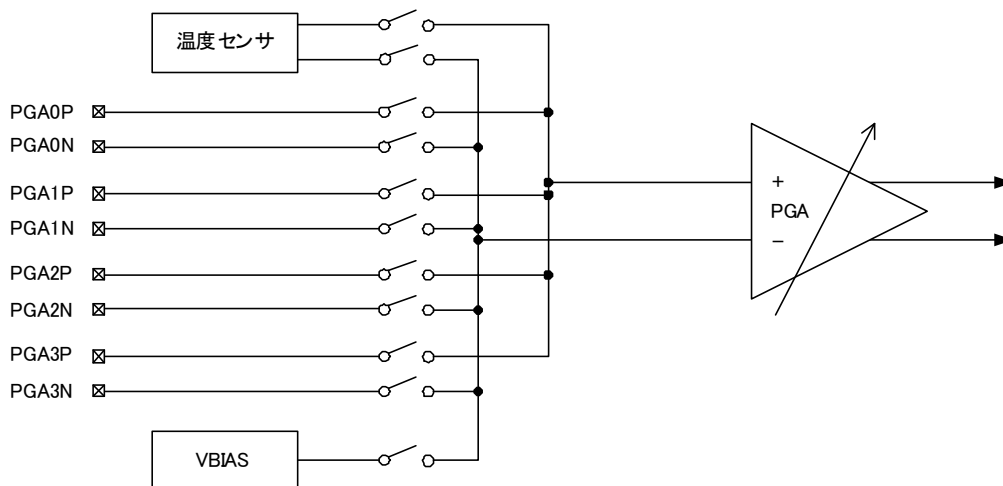 温度センサ
PGA0P
PGA0N
PGA1P
PGA1N
PGA2P
PGA2N
PGA3P
PGA3N
VBIAS
+
PGA
−